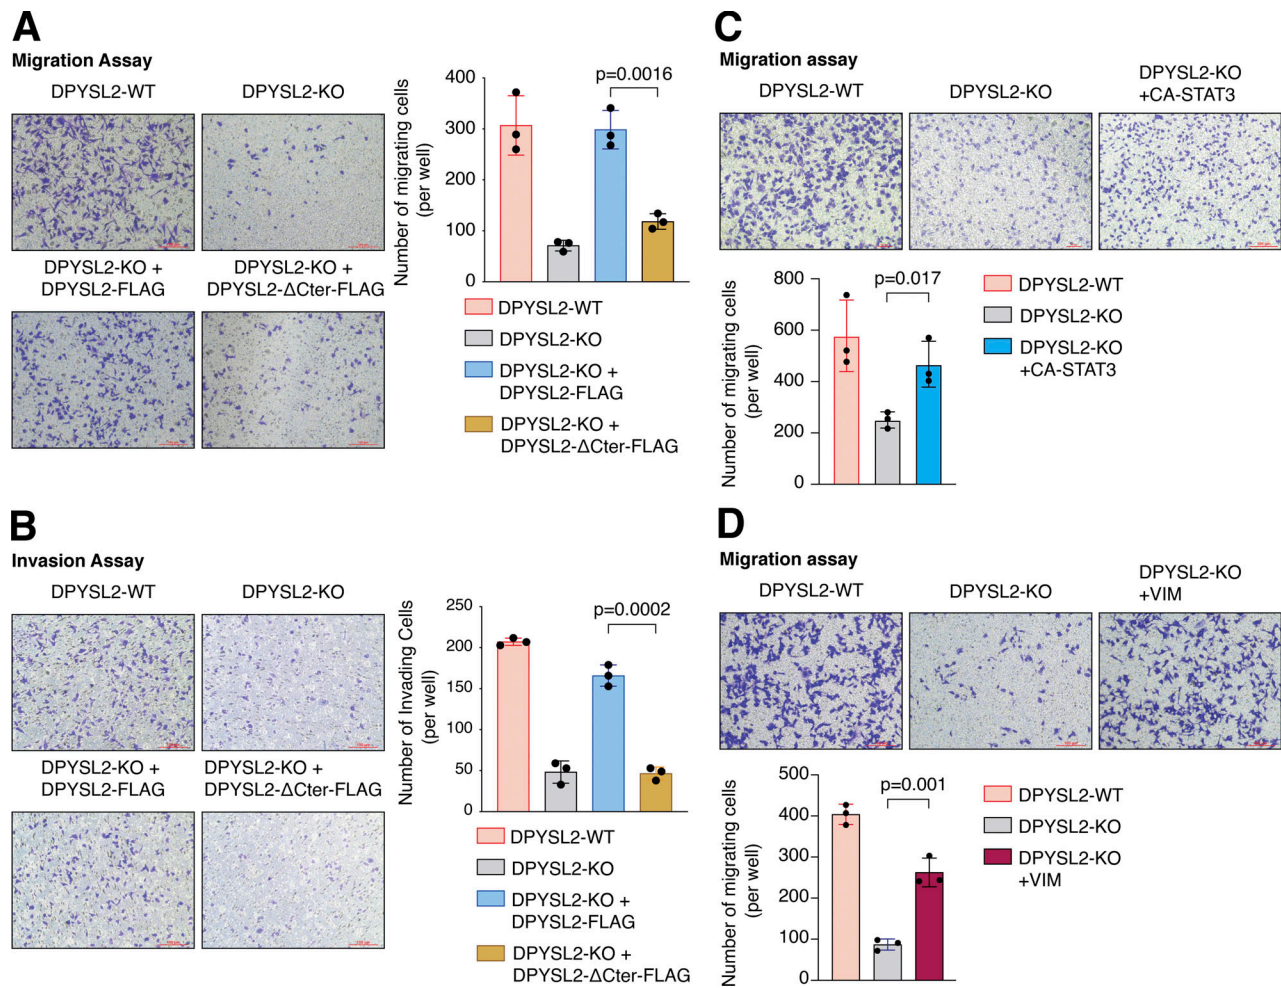 A
Migration Assay
DPYSL2-WT
DPYSL2-KO
DPYSL2-KO +
DPYSL2-FLAG
DPYSL2-KO +
DPYSL2-ΔCter-FLAG
Number of migrating cells
(per well)
400
300
200
100
0
p=0.0016
DPYSL2-WT
DPYSL2-KO
DPYSL2-KO +
DPYSL2-FLAG
DPYSL2-KO +
DPYSL2-ΔCter-FLAG
B
Invasion Assay
DPYSL2-WT
DPYSL2-KO
DPYSL2-KO +
DPYSL2-FLAG
DPYSL2-KO +
DPYSL2-ΔCter-FLAG
Number of Invading Cells
(per well)
250
200
150
100
50
0
p=0.0002
DPYSL2-WT
DPYSL2-KO
DPYSL2-KO +
DPYSL2-FLAG
DPYSL2-KO +
DPYSL2-ΔCter-FLAG
C
Migration assay
DPYSL2-WT
DPYSL2-KO
DPYSL2-KO
+CA-STAT3
Number of migrating cells
(per well)
800
600
400
200
0
p=0.017
DPYSL2-WT
DPYSL2-KO
DPYSL2-KO
+CA-STAT3
D
Migration assay
DPYSL2-WT
DPYSL2-KO
DPYSL2-KO
+VIM
Number of migrating cells
(per well)
500
400
300
200
100
0
p=0.001
DPYSL2-WT
DPYSL2-KO
DPYSL2-KO
+VIM